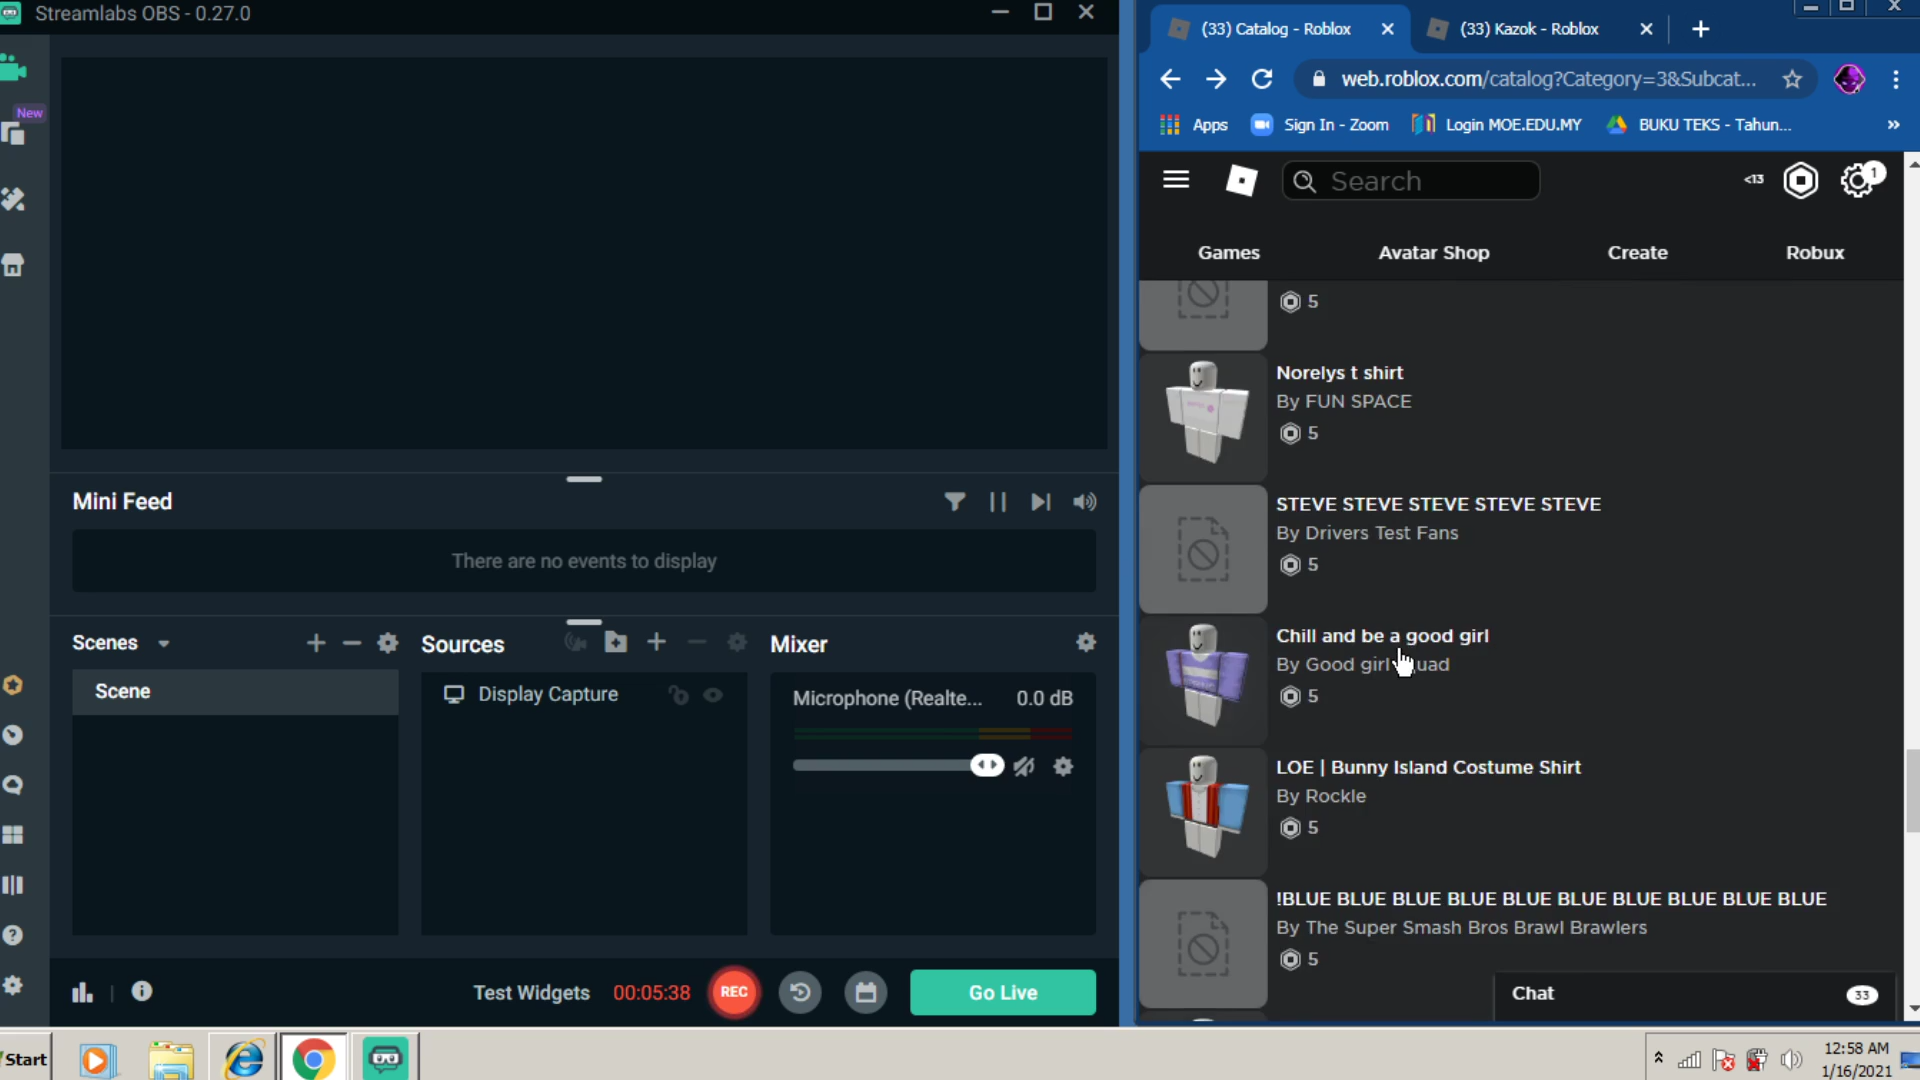 Streamlabs OBS - 0.27.0
New
Mini Feed
There are no events to display
Scenes
Scene
Sources
Display Capture
Mixer
Microphone (Realte... 0.0 dB
Test Widgets 00:05:38 REC
Go Live
(33) Catalog - Roblox
(33) Kazok - Roblox
web.roblox.com/catalog?Category=3&Subcat...
Apps
Sign In - Zoom
Login MOE.EDU.MY
BUKU TEKS - Tahun...
Search
<13
1
Games
Avatar Shop
Create
Robux
5
Norelys t shirt
By FUN SPACE
5
STEVE STEVE STEVE STEVE STEVE
By Drivers Test Fans
5
Chill and be a good girl
By Good girl uad
5
LOE | Bunny Island Costume Shirt
By Rockle
5
!BLUE BLUE BLUE BLUE BLUE BLUE BLUE BLUE BLUE BLUE
By The Super Smash Bros Brawl Brawlers
5
Chat
33
Start
12:58 AM
1/16/2021